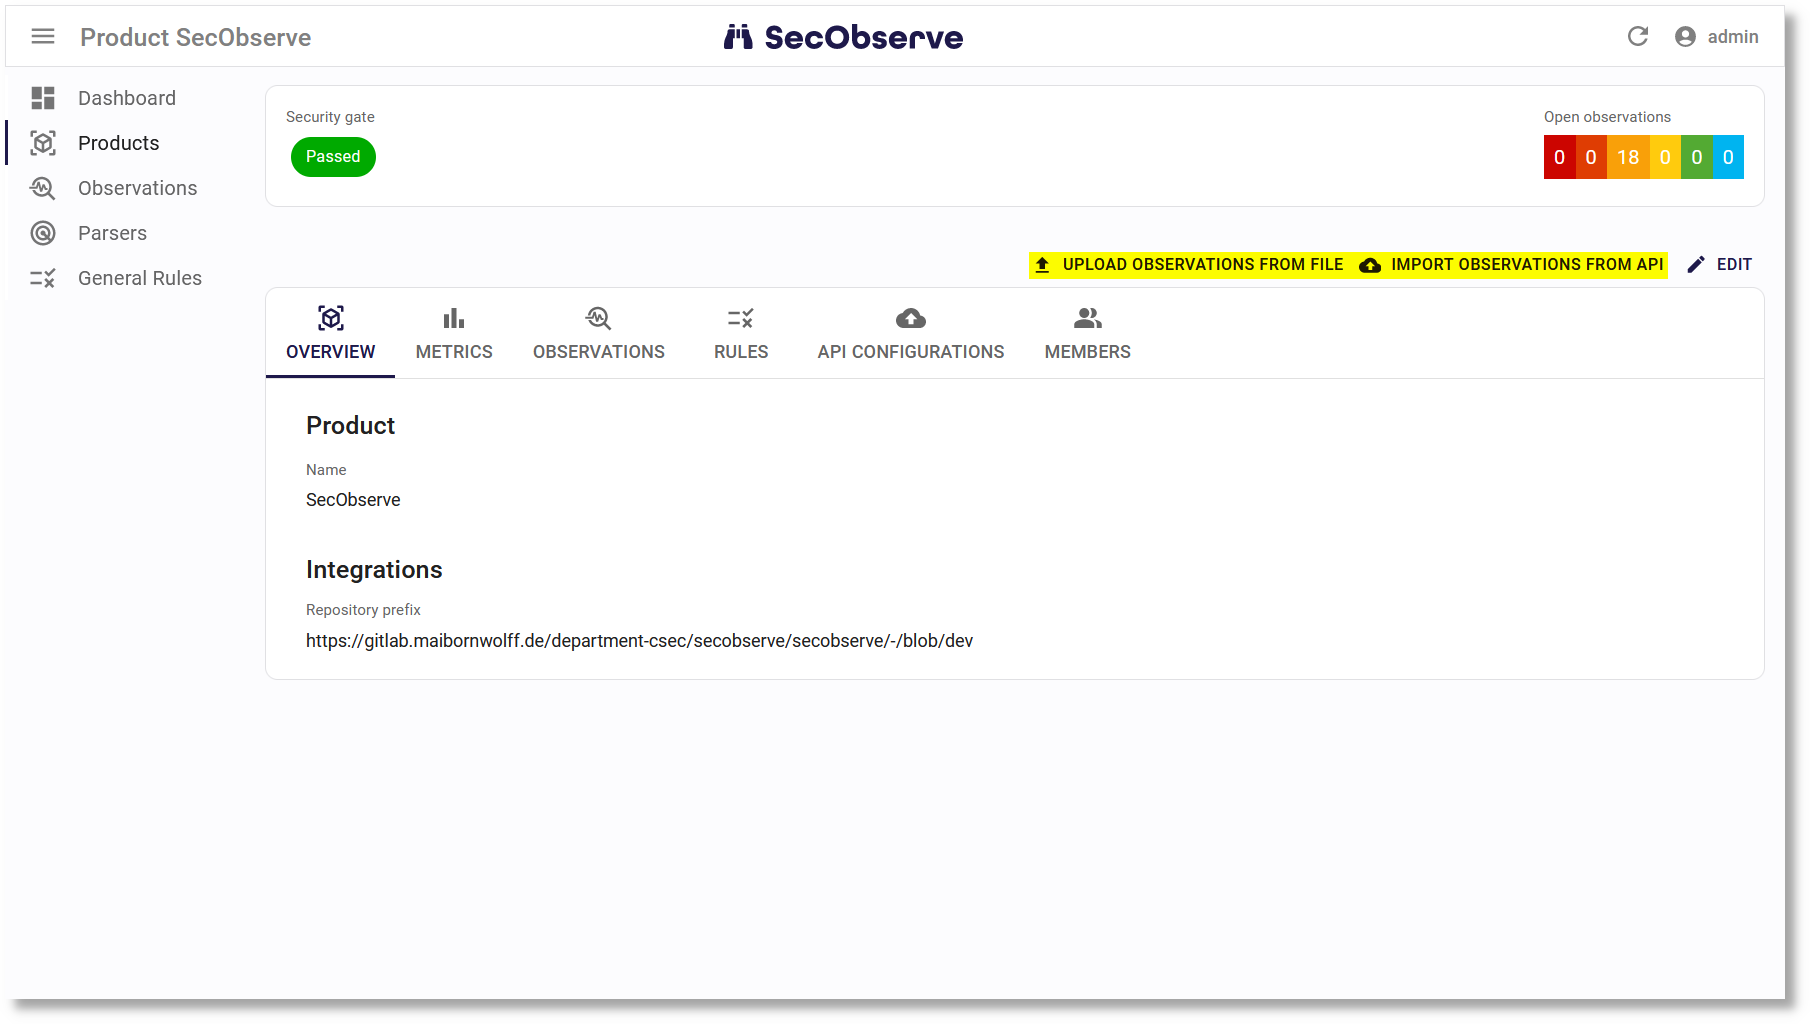 Product SecObserve
SecObserve
admin
Dashboard
Products
Observations
Parsers
General Rules
Security gate
Passed
Open observations
0 0 18 0 0 0
UPLOAD OBSERVATIONS FROM FILE IMPORT OBSERVATIONS FROM API EDIT
OVERVIEW METRICS OBSERVATIONS RULES API CONFIGURATIONS MEMBERS
Product
Name
SecObserve
Integrations
Repository prefix
https://gitlab.maibornwolff.de/department-csec/secobserve/secobserve/-/blob/dev